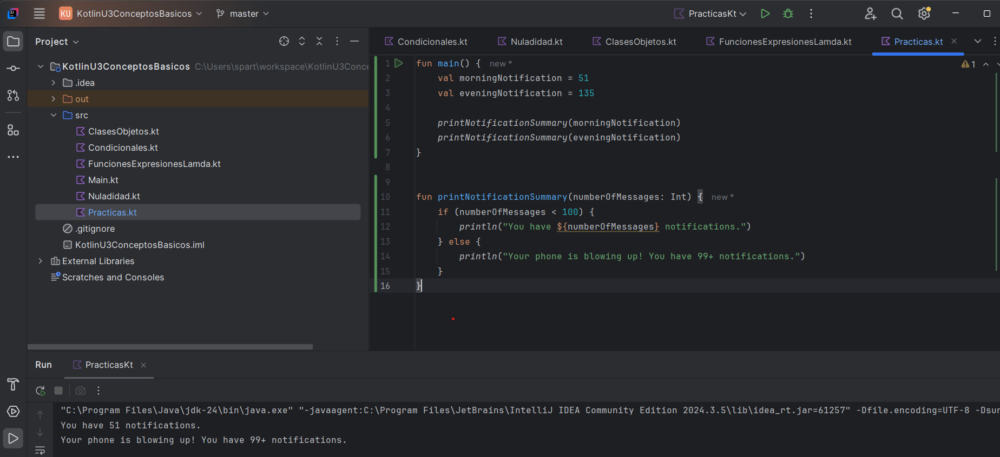 KU KotlinU3ConceptosBasicos master PracticasKt
Project
Condicionales.kt Nuladidad.kt ClasesObjetos.kt FuncionesExpresionesLamda.kt Practicas.kt
KotlinU3ConceptosBasicos C:\Users\spart\workspace\KotlinU3Conce
.idea
out
src
ClasesObjetos.kt
Condicionales.kt
FuncionesExpresionesLamda.kt
Main.kt
Nuladidad.kt
Practicas.kt
.gitignore
KotlinU3ConceptosBasicos.iml
External Libraries
Scratches and Consoles
1 fun main() { new *
2 val morningNotification = 51
3 val eveningNotification = 135
4
5 printNotificationSummary(morningNotification)
6 printNotificationSummary(eveningNotification)
7 }
8
9
10 fun printNotificationSummary(numberOfMessages: Int) { new *
11 if (numberOfMessages < 100) {
12 println("You have ${numberOfMessages} notifications.")
13 } else {
14 println("Your phone is blowing up! You have 99+ notifications.")
15 }
16 }
1
Run PracticasKt
"C:\Program Files\Java\jdk-24\bin\java.exe" "-javaagent:C:\Program Files\JetBrains\IntelliJ IDEA Community Edition 2024.3.5\lib\idea_rt.jar=61257" -Dfile.encoding=UTF-8 -Dsun
You have 51 notifications.
Your phone is blowing up! You have 99+ notifications.